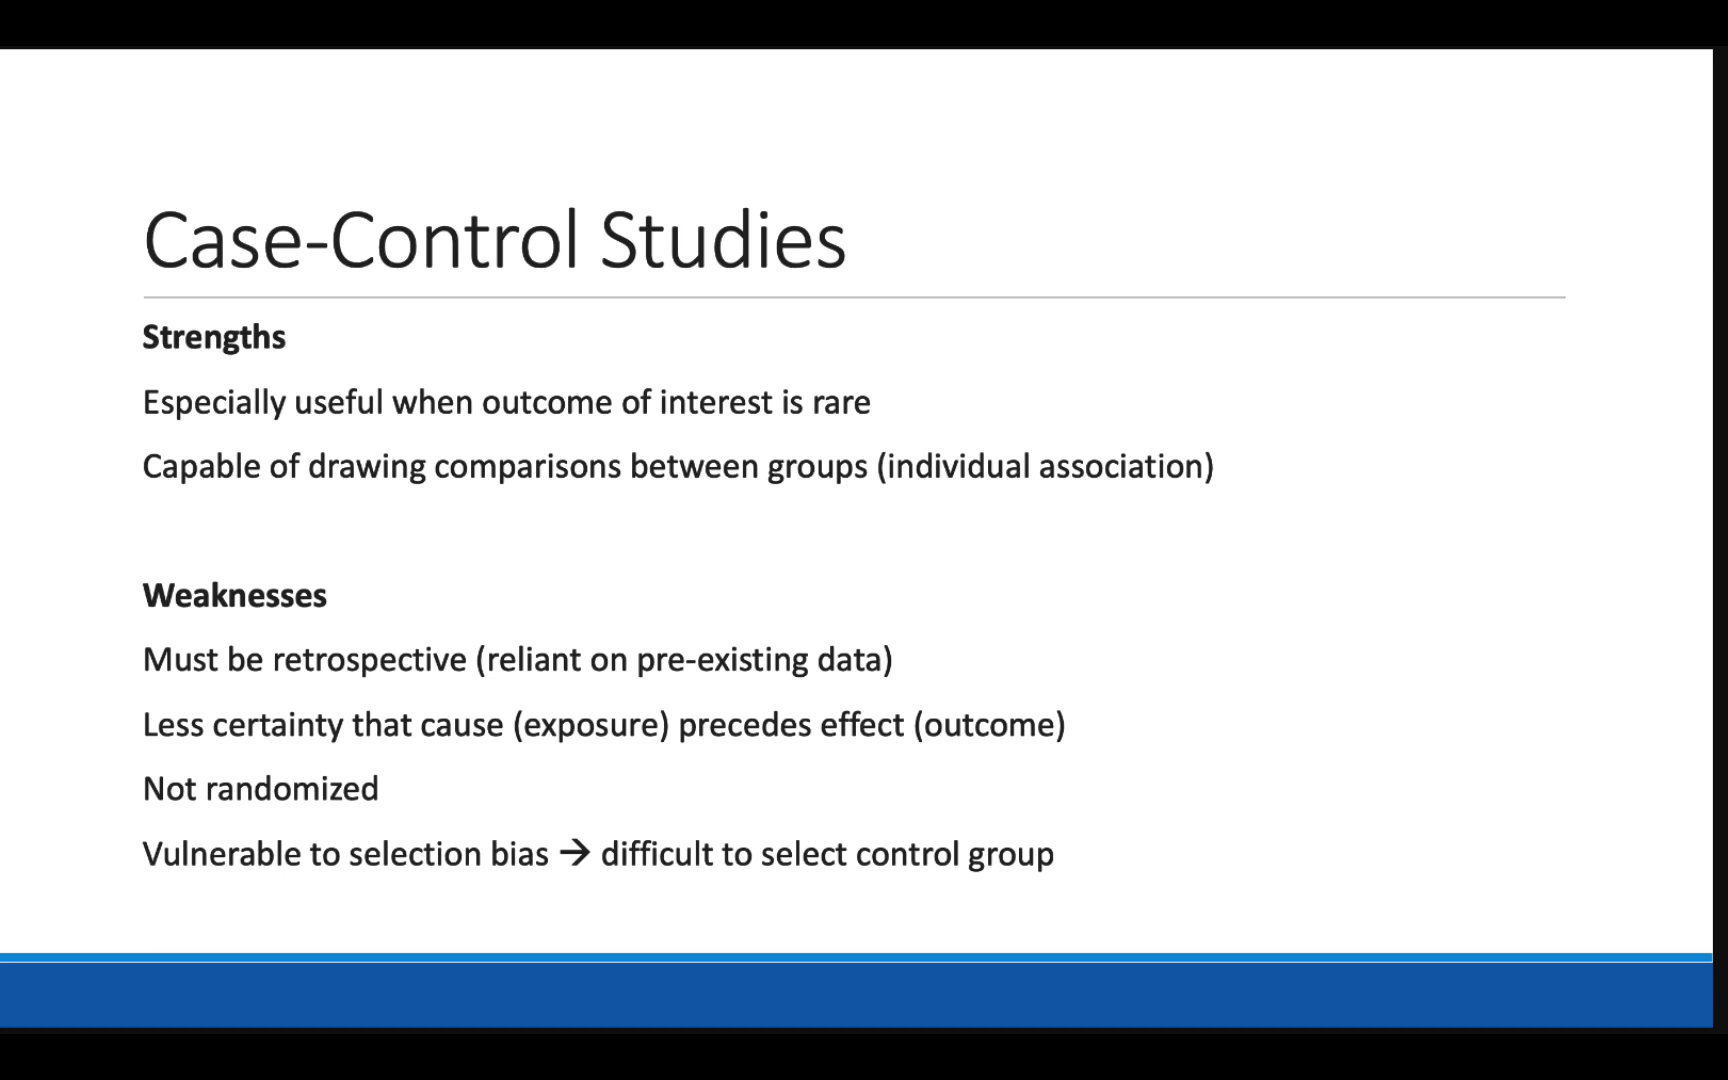 Case-Control Studies
Strengths
Especially useful when outcome of interest is rare
Capable of drawing comparisons between groups (individual association)
Weaknesses
Must be retrospective (reliant on pre-existing data)
Less certainty that cause (exposure) precedes effect (outcome)
Not randomized
Vulnerable to selection bias → difficult to select control group